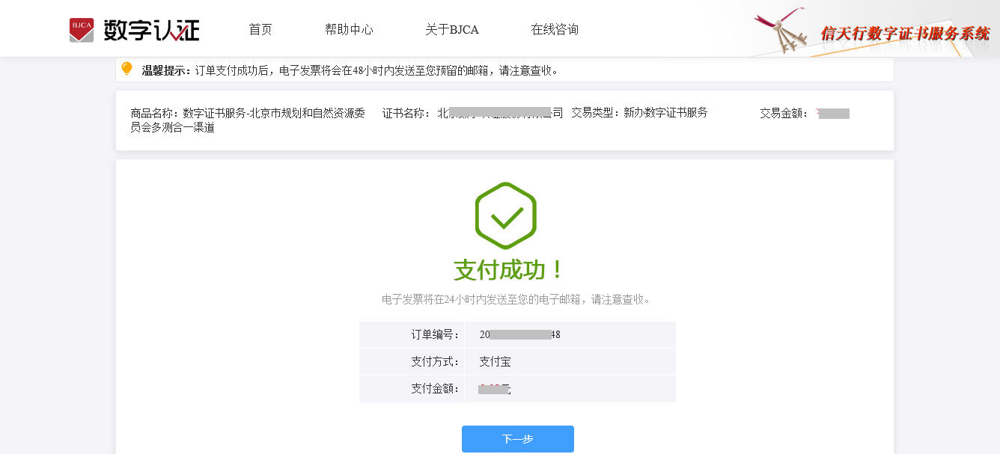 BJCA 数字认证 首页 帮助中心 关于BJCA 在线咨询 信天行数字证书服务系统
温馨提示：订单支付成功后，电子发票将会在48小时内发送至您预留的邮箱，请注意查收。
商品名称：数字证书服务-北京市规划和自然资源委 证书名称： 北 司 交易类型：新办数字证书服务 交易金额：
员会多测合一渠道
支付成功！
电子发票将在24小时内发送至您的电子邮箱，请注意查收。
订单编号： 20 48
支付方式： 支付宝
支付金额： 元
下一步